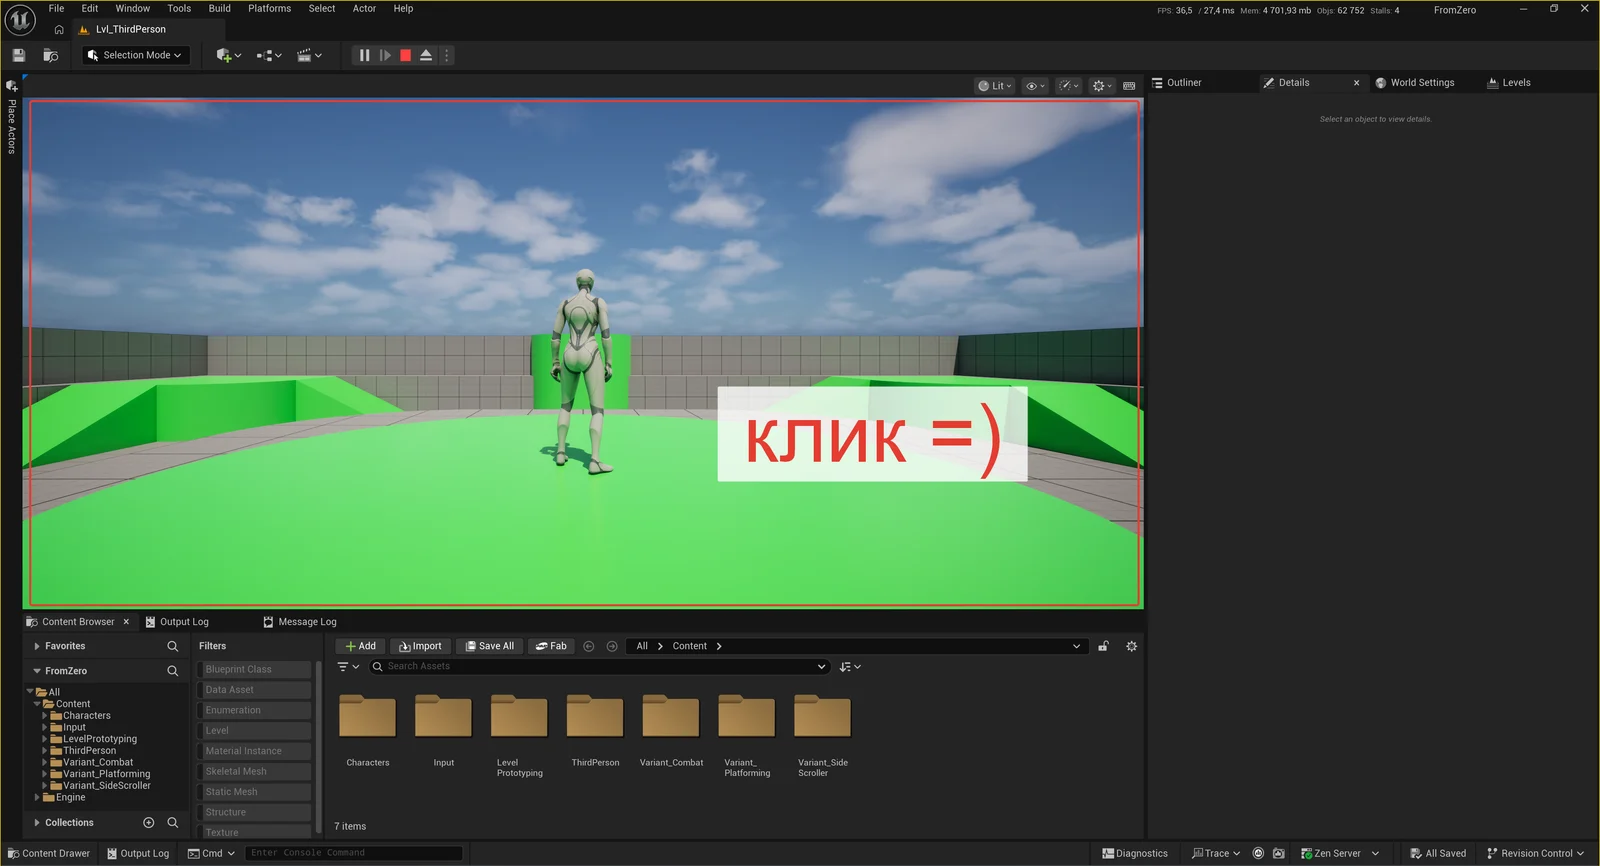 File Edit Window Tools Build Platforms Select Actor Help
FPS: 36,5 / 27,4 ms Mem: 4 701,93 mb Objs: 62 752 Stalls: 4
FromZero
Lvl_ThirdPerson
Selection Mode
Place Actors
Lit
Outliner
Details
World Settings
Levels
Select an object to view details.
клик =)
Content Browser
Output Log
Message Log
Favorites
FromZero
All
Content
Characters
Input
LevelPrototyping
ThirdPerson
Variant_Combat
Variant_Platforming
Variant_SideScroller
Engine
Collections
Filters
Blueprint Class
Data Asset
Enumeration
Level
Material Instance
Skeletal Mesh
Static Mesh
Structure
Texture
Add
Import
Save All
Fab
All > Content >
Search Assets
Characters
Input
Level
Prototyping
ThirdPerson
Variant_Combat
Variant_
Platforming
Variant_Side
Scroller
7 items
Content Drawer
Output Log
Cmd
Enter Console Command
Diagnostics
Trace
Zen Server
All Saved
Revision Control